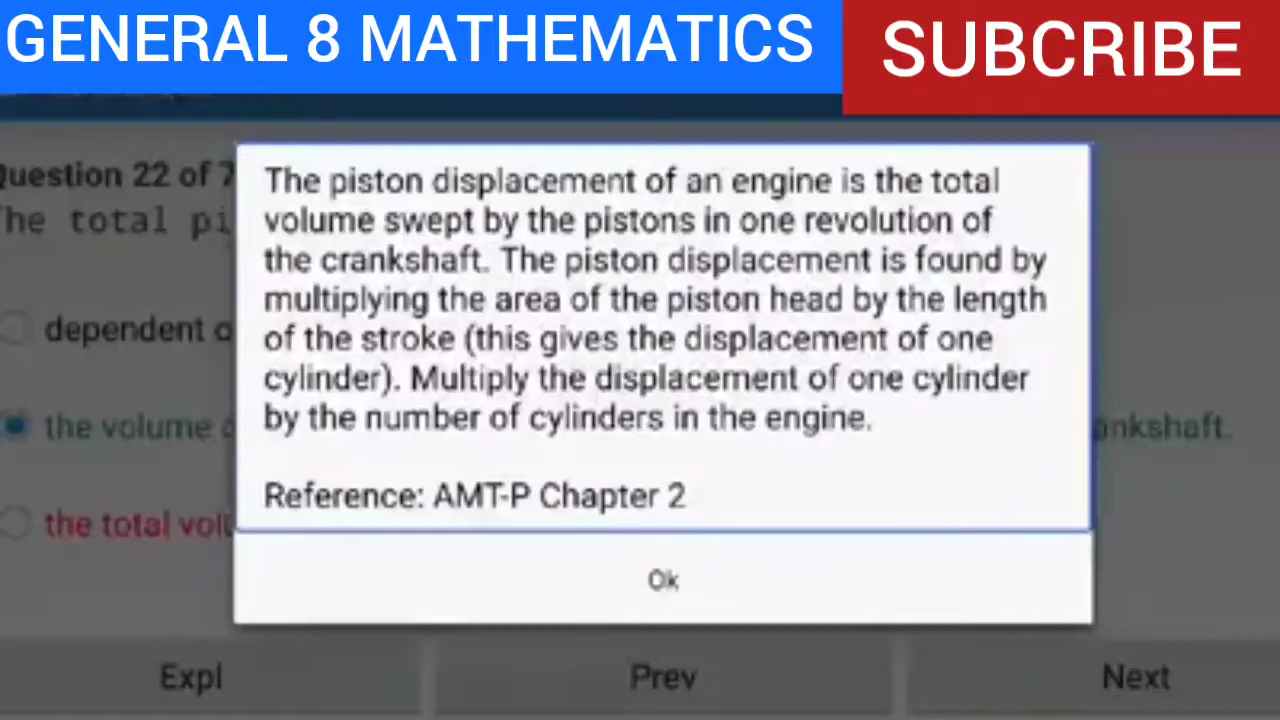 GENERAL 8 MATHEMATICS
SUBCRIBE
Question 22 of 7
The total pi
The piston displacement of an engine is the total
volume swept by the pistons in one revolution of
the crankshaft. The piston displacement is found by
multiplying the area of the piston head by the length
of the stroke (this gives the displacement of one
cylinder). Multiply the displacement of one cylinder
by the number of cylinders in the engine.
Reference: AMT-P Chapter 2
Ok
dependent o
the volume ankshaft.
the total vol
Expl
Prev
Next